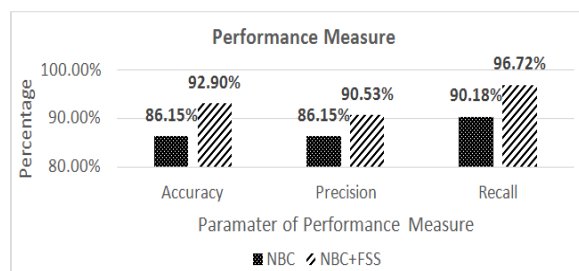 Performance Measure
Percentage
100.00%
90.00%
80.00%
86.15%
92.90%
86.15%
90.53%
90.18%
96.72%
Accuracy
Precision
Recall
Paramater of Performance Measure
NBC
NBC+FSS